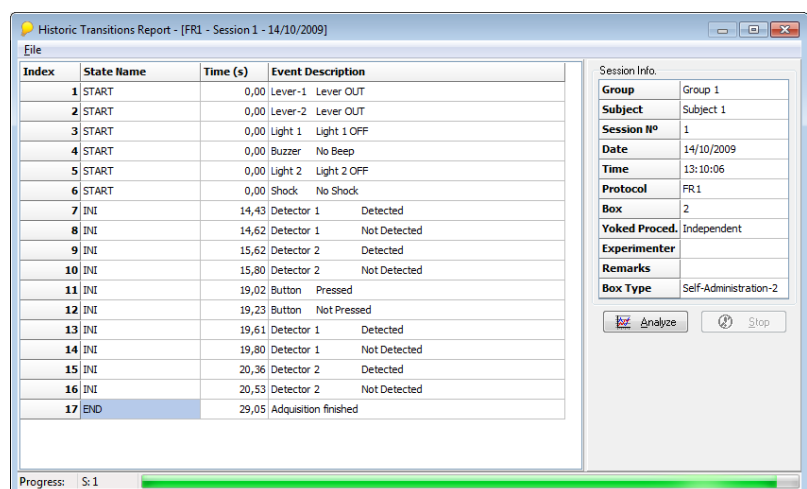 Historic Transitions Report - [FR1 - Session 1 - 14/10/2009]
File
Index State Name Time (s) Event Description
1 START 0,00 Lever-1 Lever OUT
2 START 0,00 Lever-2 Lever OUT
3 START 0,00 Light 1 Light 1 OFF
4 START 0,00 Buzzer No Beep
5 START 0,00 Light 2 Light 2 OFF
6 START 0,00 Shock No Shock
7 INI 14,43 Detector 1 Detected
8 INI 14,62 Detector 1 Not Detected
9 INI 15,62 Detector 2 Detected
10 INI 15,80 Detector 2 Not Detected
11 INI 19,02 Button Pressed
12 INI 19,23 Button Not Pressed
13 INI 19,61 Detector 1 Detected
14 INI 19,80 Detector 1 Not Detected
15 INI 20,36 Detector 2 Detected
16 INI 20,53 Detector 2 Not Detected
17 END 29,05 Adquisition finished
Session Info.
Group Group 1
Subject Subject 1
Session Nº 1
Date 14/10/2009
Time 13:10:06
Protocol FR1
Box 2
Yoked Proced. Independent
Experimenter
Remarks
Box Type Self-Administration-2
Analyze Stop
Progress: S: 1